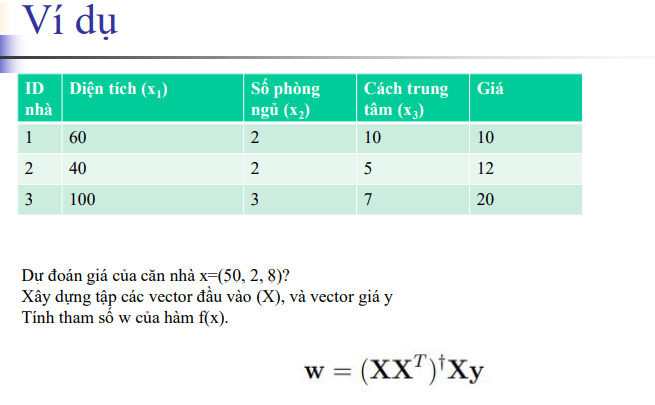 Ví dụ
ID nhà | Diện tích (x₁) | Số phòng ngủ (x₂) | Cách trung tâm (x₃) | Giá
1 | 60 | 2 | 10 | 10
2 | 40 | 2 | 5 | 12
3 | 100 | 3 | 7 | 20
Dự đoán giá của căn nhà x=(50, 2, 8)?
Xây dựng tập các vector đầu vào (X), và vector giá y
Tính tham số w của hàm f(x).
w = (XXᵀ)†Xy